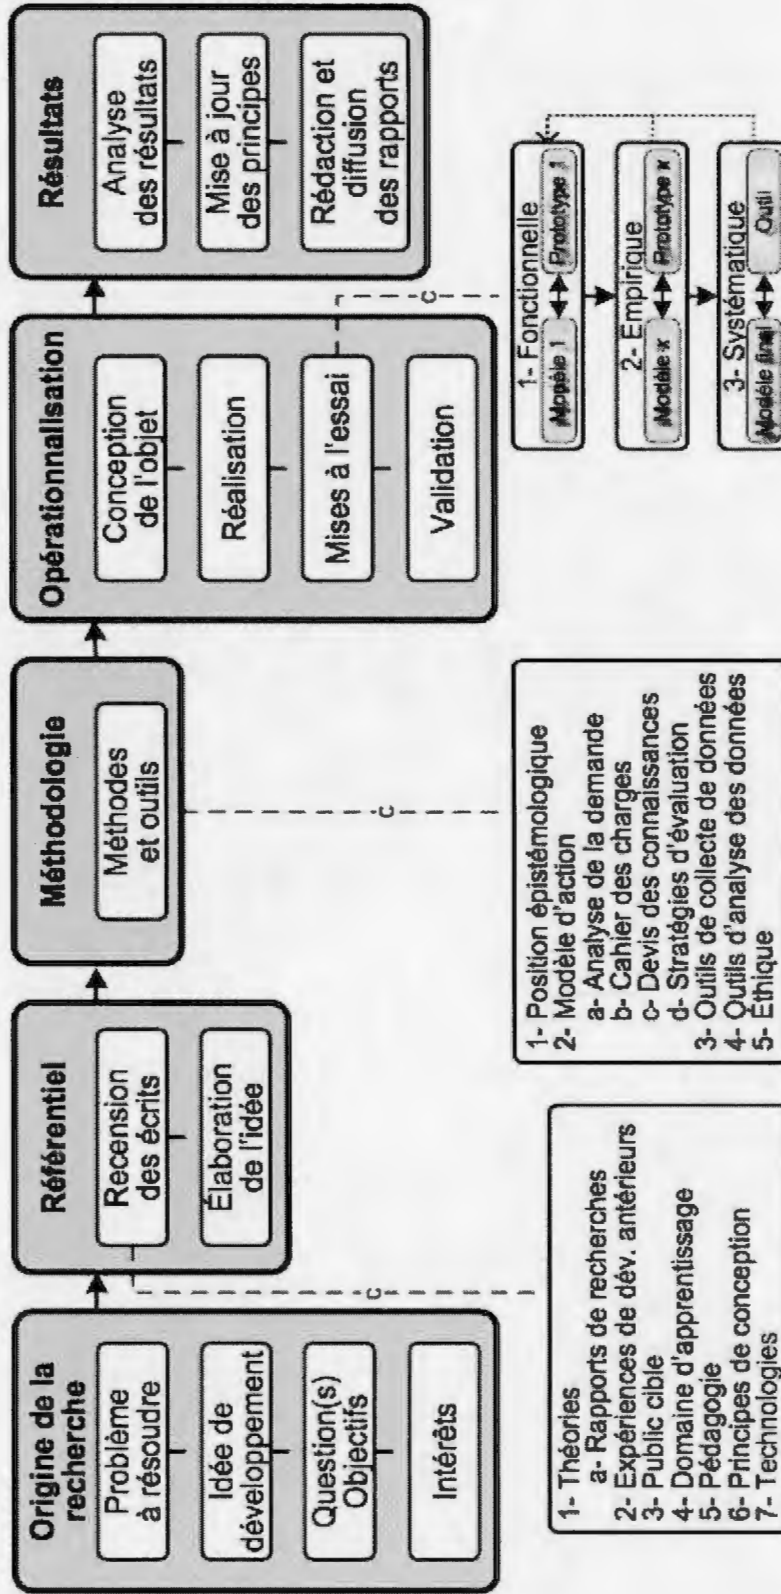 Origine de la
recherche
Problème
à résoudre
Idée de
développement
Question(s)
Objectifs
Intérêts
Référentiel
Recension
des écrits
Élaboration
de l'idée
Méthodologie
Méthodes
et outils
Opérationnalisation
Conception
de l'objet
Réalisation
Mises à l'essai
Validation
Résultats
Analyse
des résultats
Mise à jour
des principes
Rédaction et
diffusion
des rapports
C
C
C
1- Théories
a- Rapports de recherches
2- Expériences de dév. antérieurs
3- Public cible
4- Domaine d'apprentissage
5- Pédagogie
6- Principes de conception
7- Technologies
1- Position épistémologique
2- Modèle d'action
a- Analyse de la demande
b- Cahier des charges
c- Devis des connaissances
d- Stratégies d'évaluation
3- Outils de collecte de données
4- Outils d'analyse des données
5- Éthique
1- Fonctionnelle
Modèle 1
Prototype 1
2- Empirique
Modèle x
Prototype x
3- Systématique
Modèle final
Outil